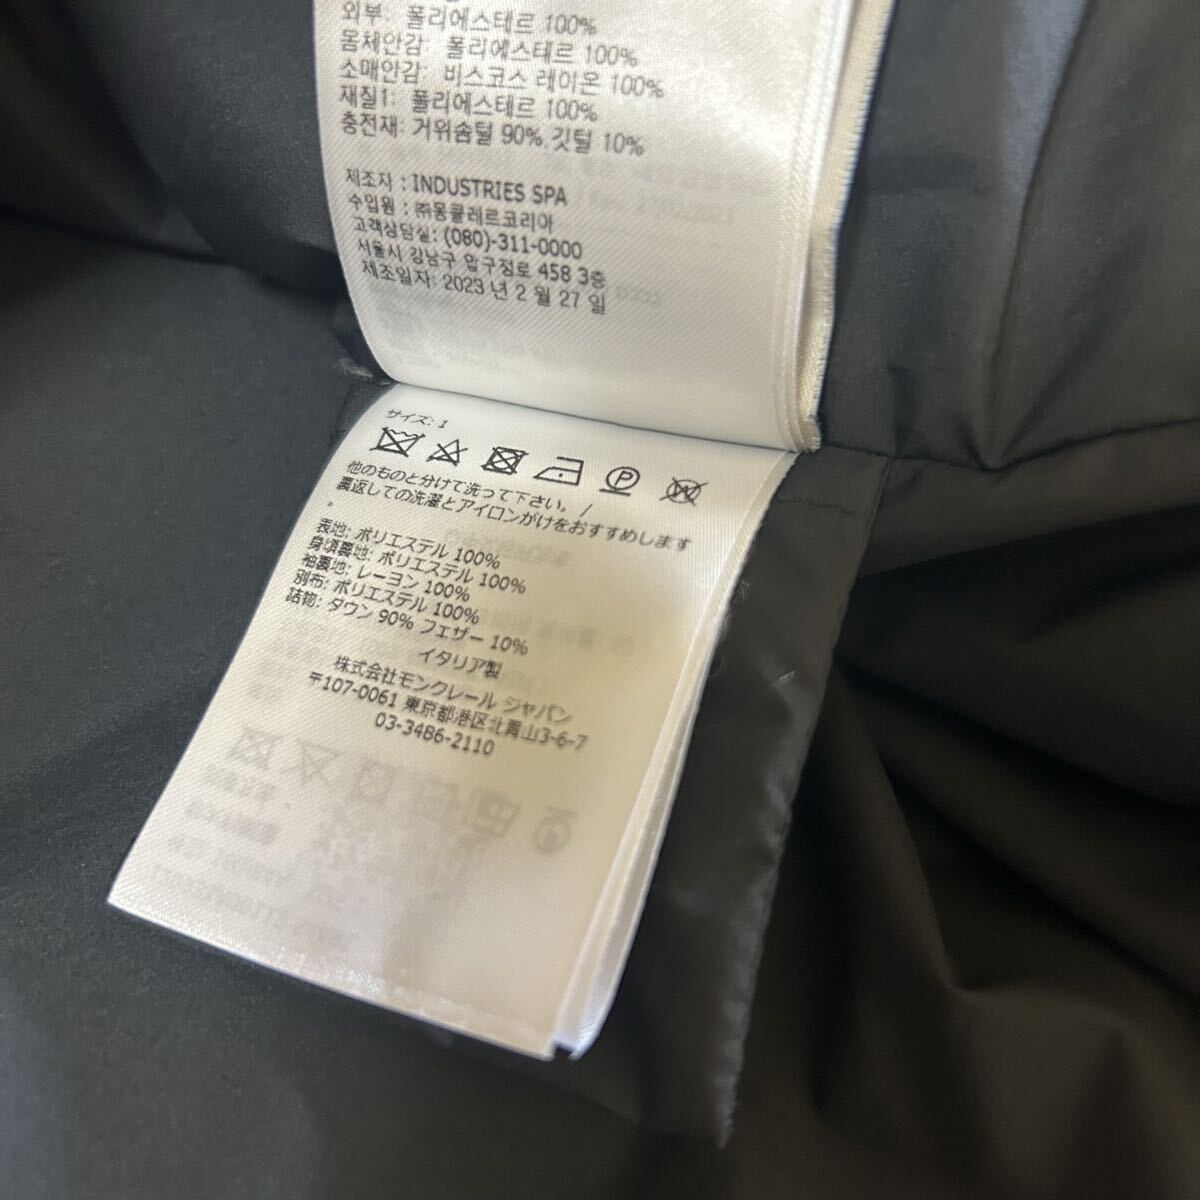 외부: 폴리에스테르 100%
몸체안감: 폴리에스테르 100%
소매안감: 비스코스 레이온 100%
재질1: 폴리에스테르 100%
충전재: 거위솜털 90% 깃털 10%
제조자 : INDUSTRIES SPA
수입원 : ㈜몽클레르코리아
고객상담실: (080)-311-0000
서울시 강남구 압구정로 458 3층
제조일자: 2023 년 2 월 27 일
サイズ: 1
P
W
他のものと分けて洗って下さい。/
裏返しての洗濯とアイロンがけをおすすめします
。
表地: ポリエステル 100%
身頃裏地: ポリエステル 100%
袖裏地: レーヨン 100%
別布: ポリエステル 100%
詰物: ダウン 90% フェザー 10%
イタリア製
株式会社モンクレール ジャパン
〒107-0061 東京都港区北青山3-6-7
03-3486-2110